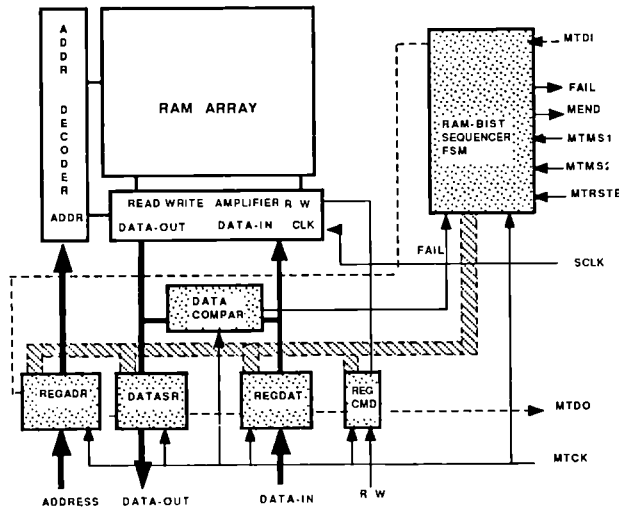 ADDR DECODER
ADDR
RAM ARRAY
READ WRITE AMPLIFIER R W
DATA-OUT DATA-IN CLK
RAM-BIST
SEQUENCER
FSM
MTDI
FAIL
MEND
MTMS1
MTMS2
MTRSTB
FAIL
SCLK
DATA
COMPAR
REGADR
DATASR
REGDAT
REG
CMD
MTDO
MTCK
ADDRESS
DATA-OUT
DATA-IN
R W